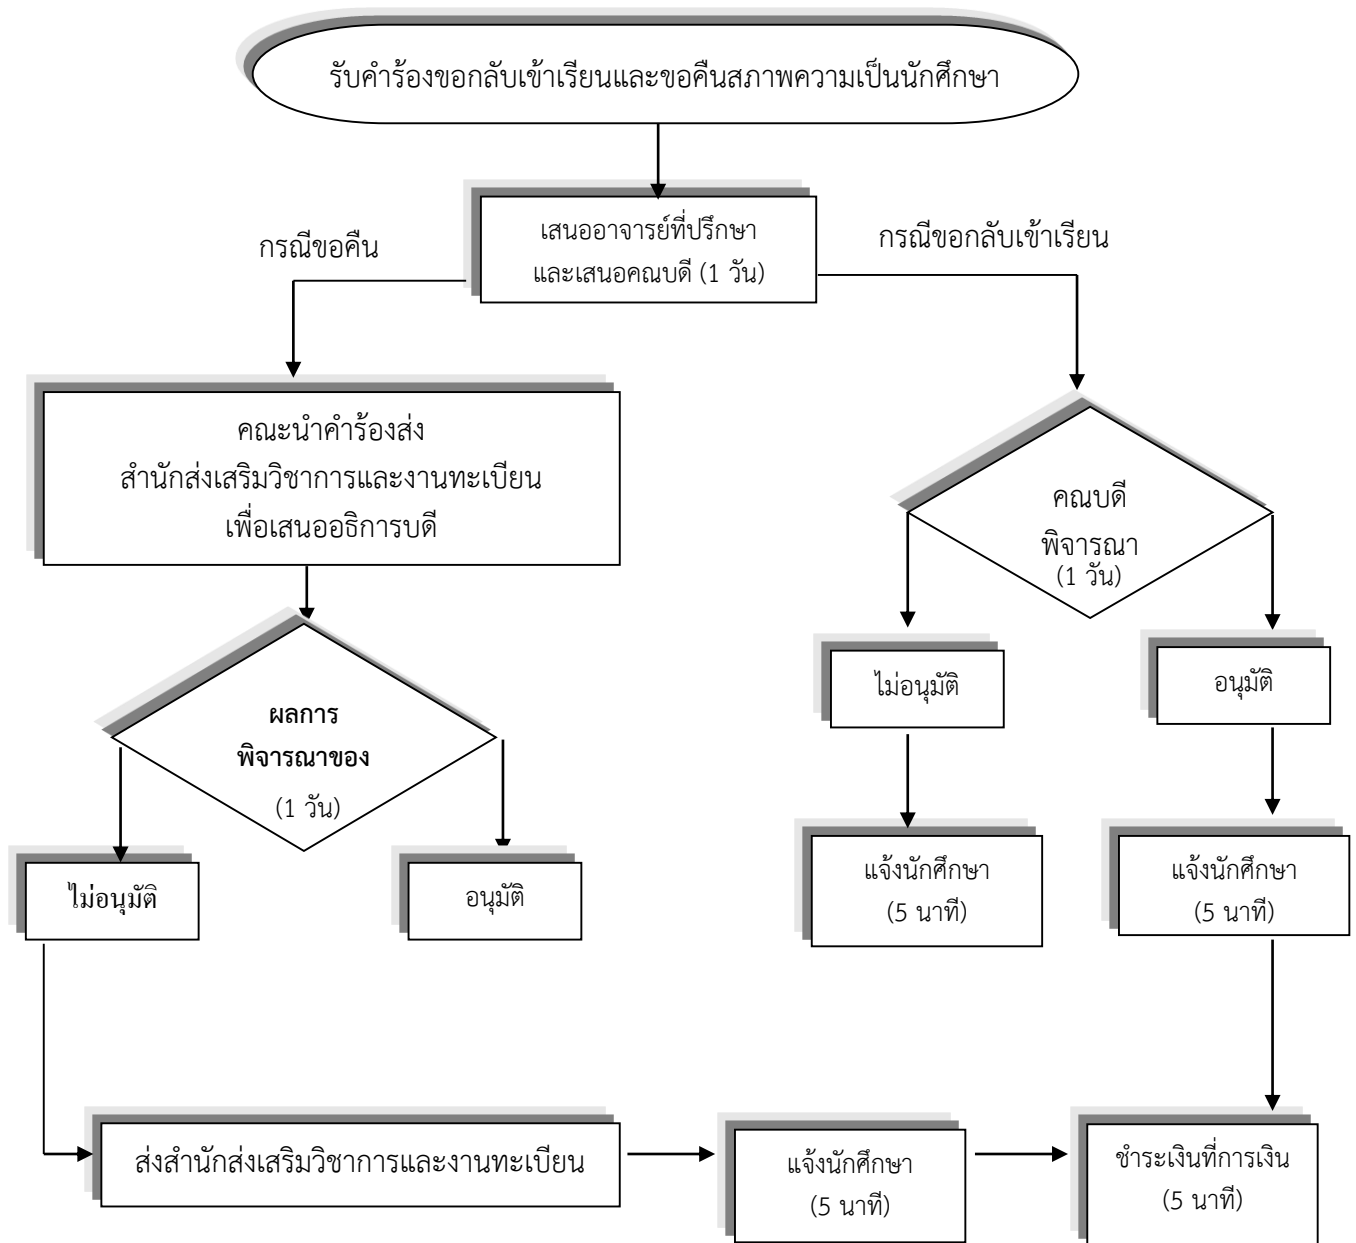 รับคำร้องขอกลับเข้าเรียนและขอคืนสภาพความเป็นนักศึกษา
เสนออาจารย์ที่ปรึกษา
และเสนอคณบดี (1 วัน)
กรณีขอคืน
กรณีขอกลับเข้าเรียน
คณะนำคำร้องส่ง
สำนักส่งเสริมวิชาการและงานทะเบียน
เพื่อเสนออธิการบดี
คณบดี
พิจารณา
(1 วัน)
ผลการ
พิจารณาของ
(1 วัน)
ไม่อนุมัติ
อนุมัติ
ไม่อนุมัติ
อนุมัติ
แจ้งนักศึกษา
(5 นาที)
แจ้งนักศึกษา
(5 นาที)
ส่งสำนักส่งเสริมวิชาการและงานทะเบียน
แจ้งนักศึกษา
(5 นาที)
ชำระเงินที่การเงิน
(5 นาที)